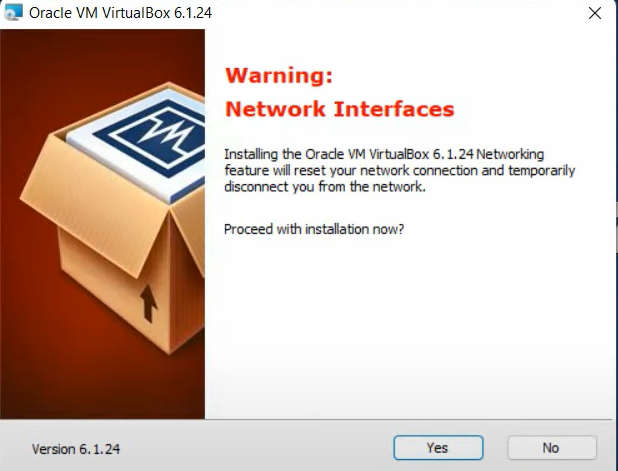 Oracle VM VirtualBox 6.1.24
Warning:
Network Interfaces
Installing the Oracle VM VirtualBox 6.1.24 Networking
feature will reset your network connection and temporarily
disconnect you from the network.
Proceed with installation now?
Version 6.1.24
Yes
No